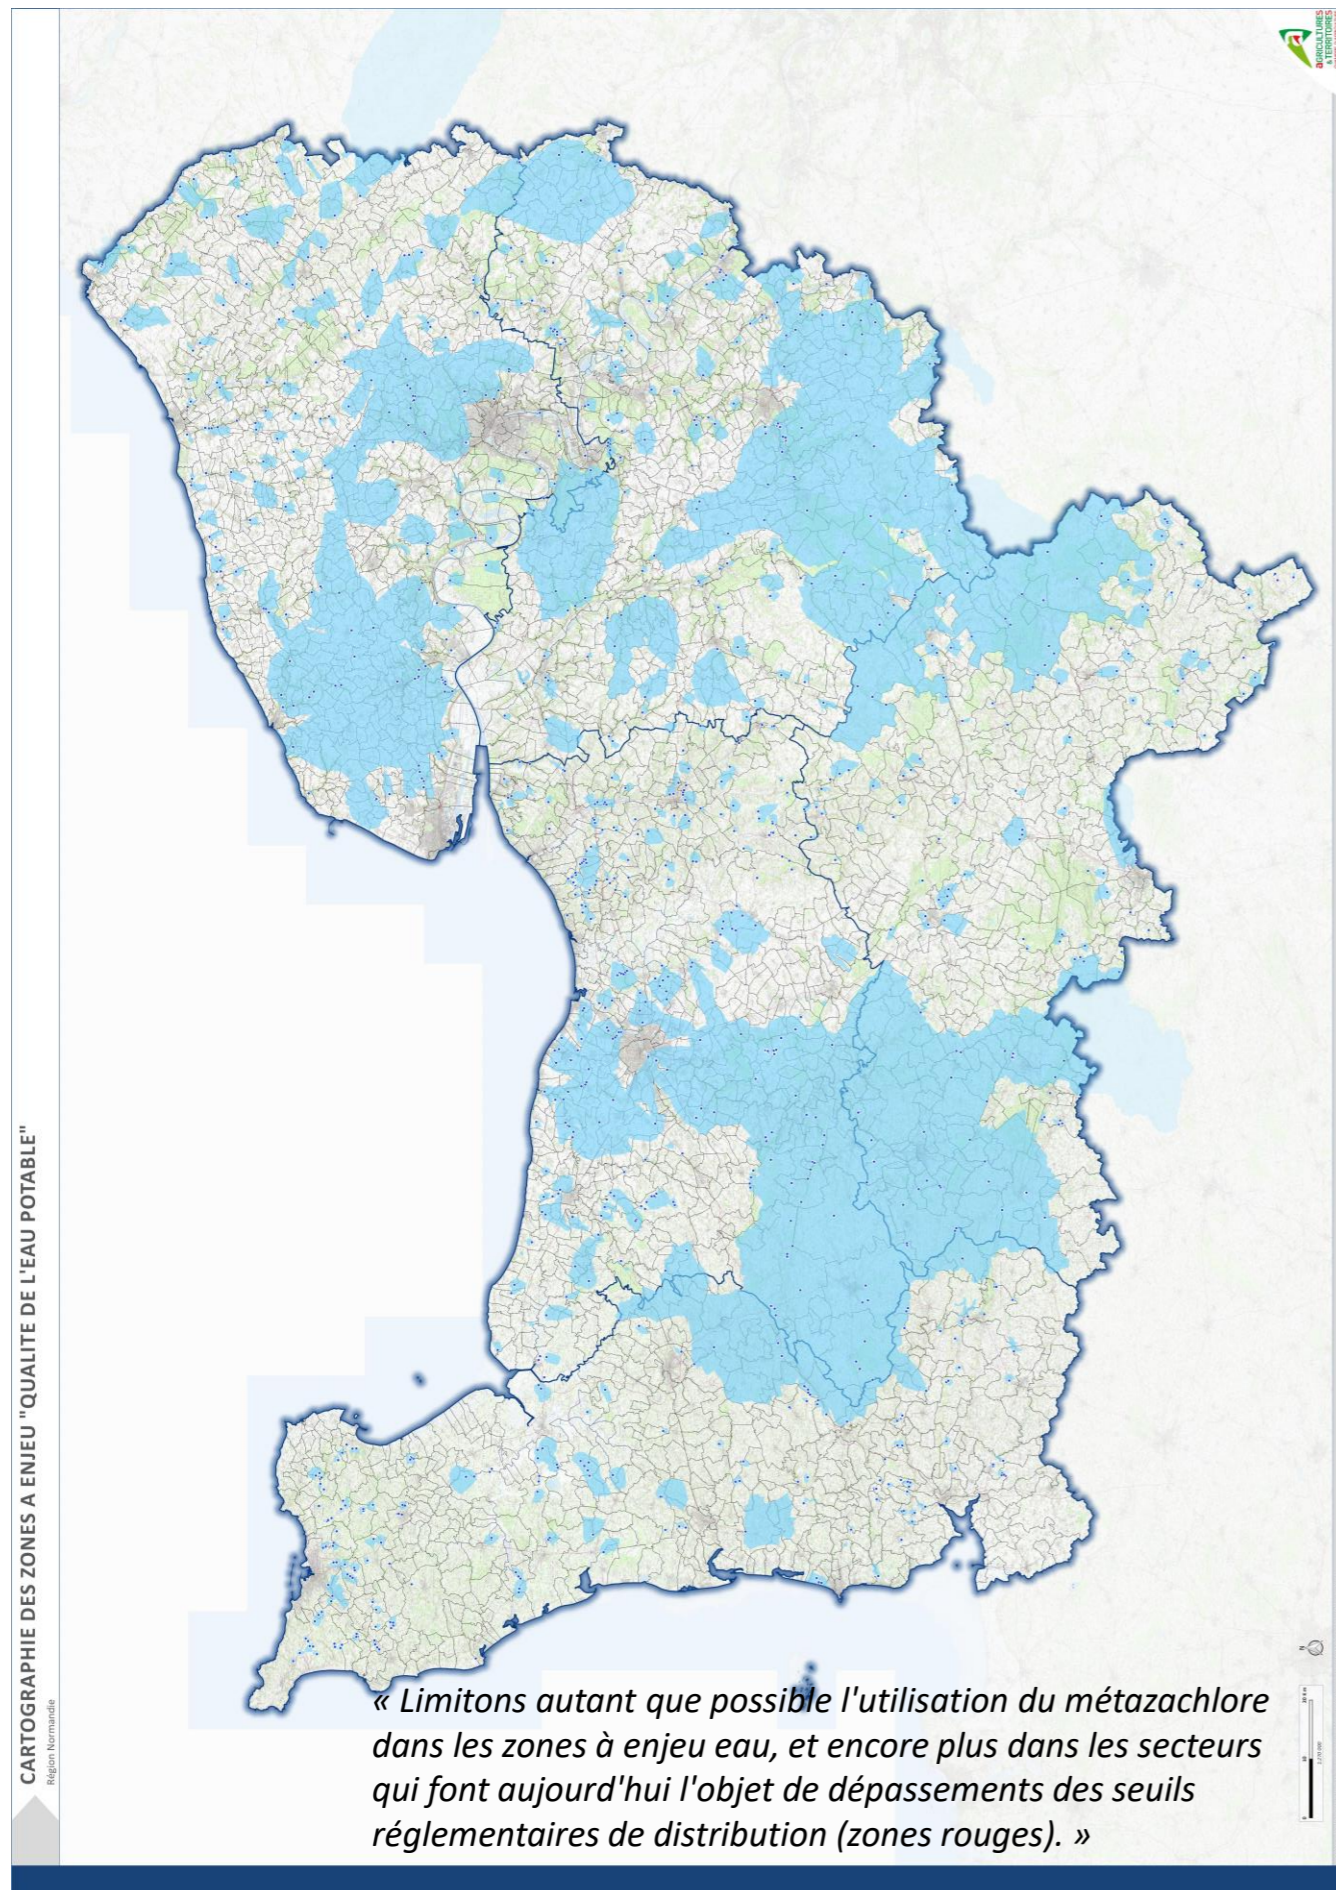 CARTOGRAPHIE DES ZONES A ENJEU "QUALITE DE L'EAU POTABLE"
Région Normandie
AGRICULTURES
& TERRITOIRES
« Limitons autant que possible l'utilisation du métazachlore
dans les zones à enjeu eau, et encore plus dans les secteurs
qui font aujourd'hui l'objet de dépassements des seuils
réglementaires de distribution (zones rouges). »
N